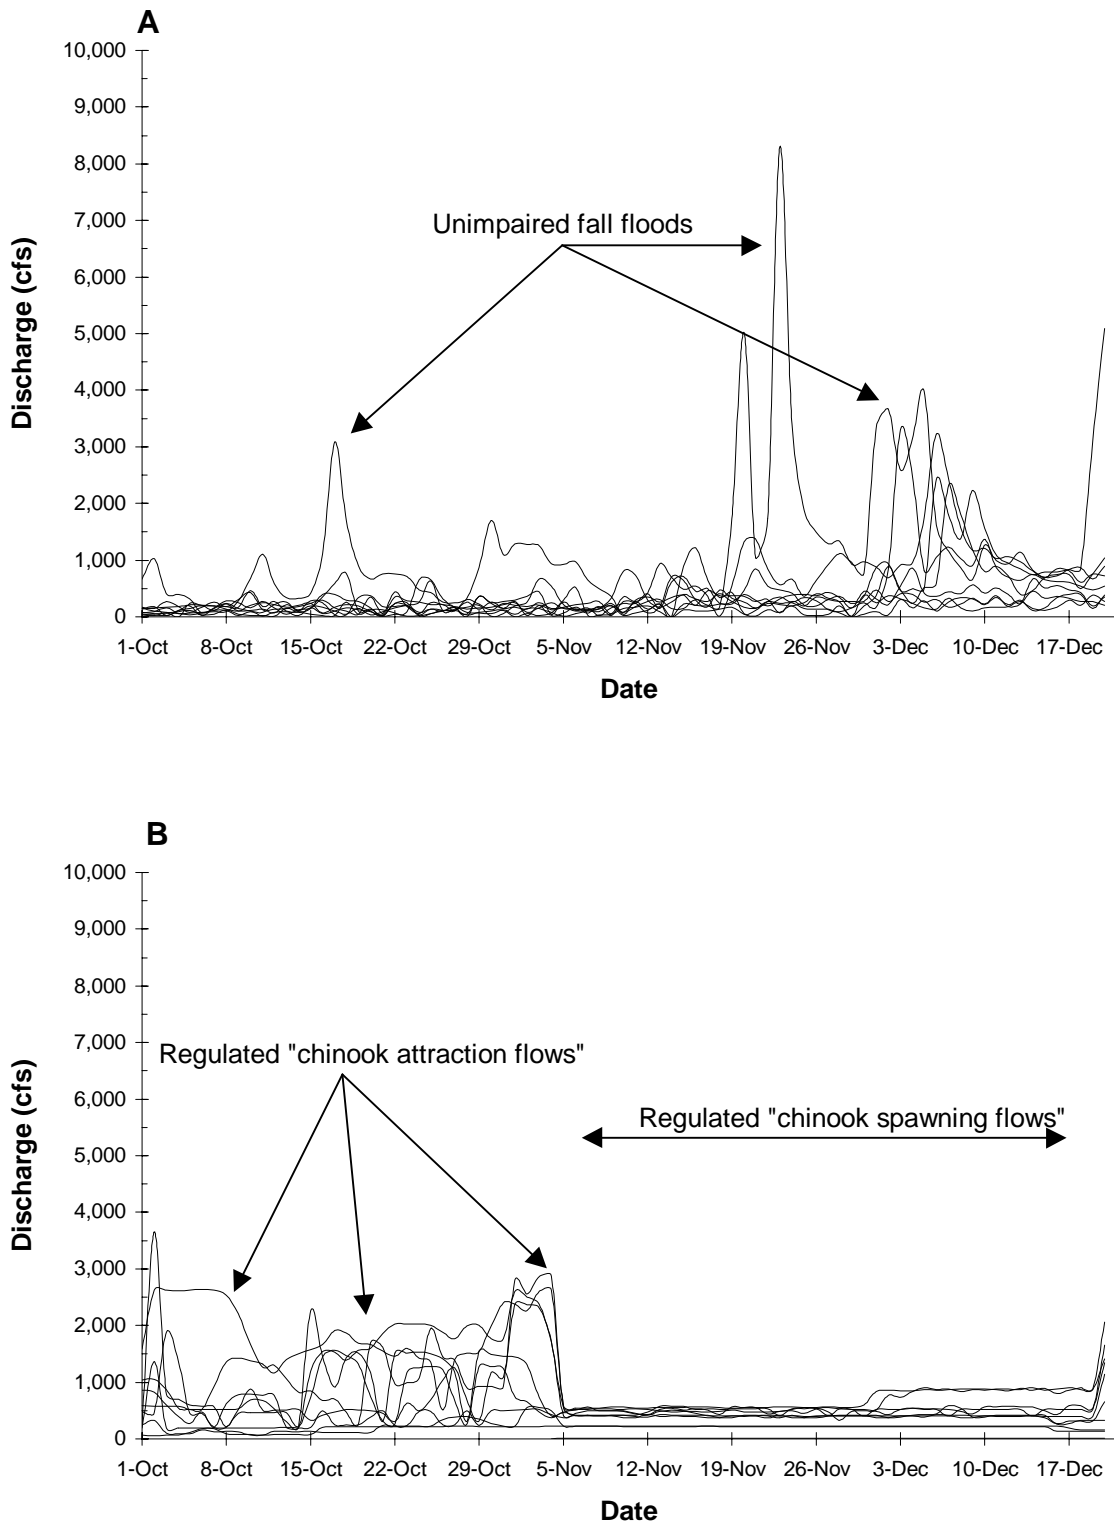 A
10,000
9,000
8,000
7,000
6,000
5,000
4,000
3,000
2,000
1,000
0
Discharge (cfs)
Unimpaired fall floods
1-Oct 8-Oct 15-Oct 22-Oct 29-Oct 5-Nov 12-Nov 19-Nov 26-Nov 3-Dec 10-Dec 17-Dec
Date
B
10,000
9,000
8,000
7,000
6,000
5,000
4,000
3,000
2,000
1,000
0
Discharge (cfs)
Regulated "chinook attraction flows"
Regulated "chinook spawning flows"
1-Oct 8-Oct 15-Oct 22-Oct 29-Oct 5-Nov 12-Nov 19-Nov 26-Nov 3-Dec 10-Dec 17-Dec
Date